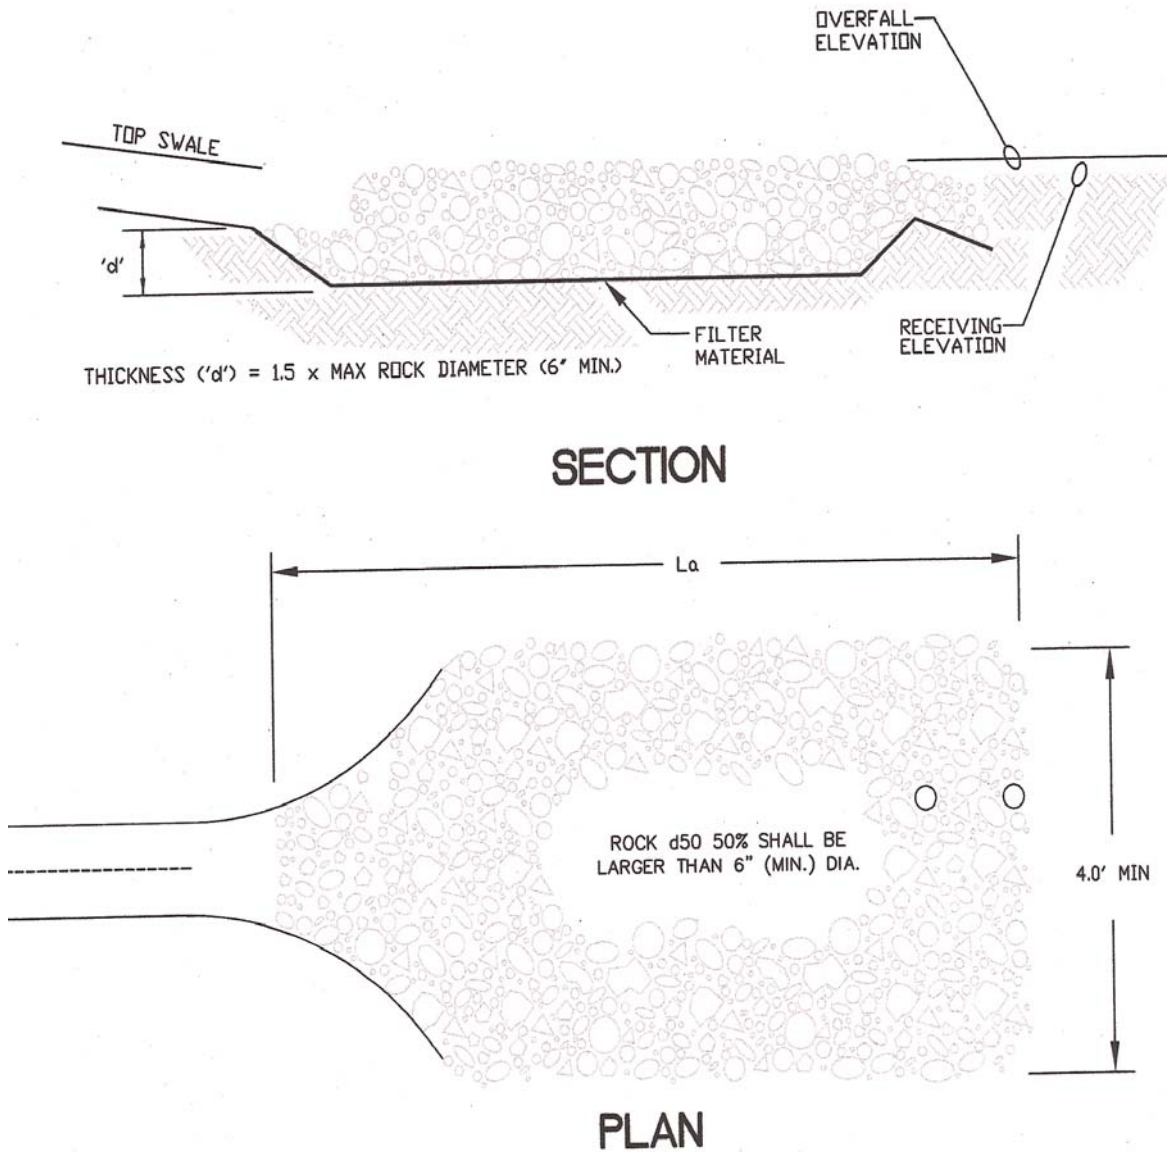 OVERFALL
ELEVATION
TOP SWALE
'd'
FILTER
MATERIAL
RECEIVING
ELEVATION
THICKNESS ('d') = 1.5 x MAX ROCK DIAMETER (6" MIN.)
SECTION
La
ROCK d50 50% SHALL BE
LARGER THAN 6" (MIN.) DIA.
4.0' MIN
PLAN